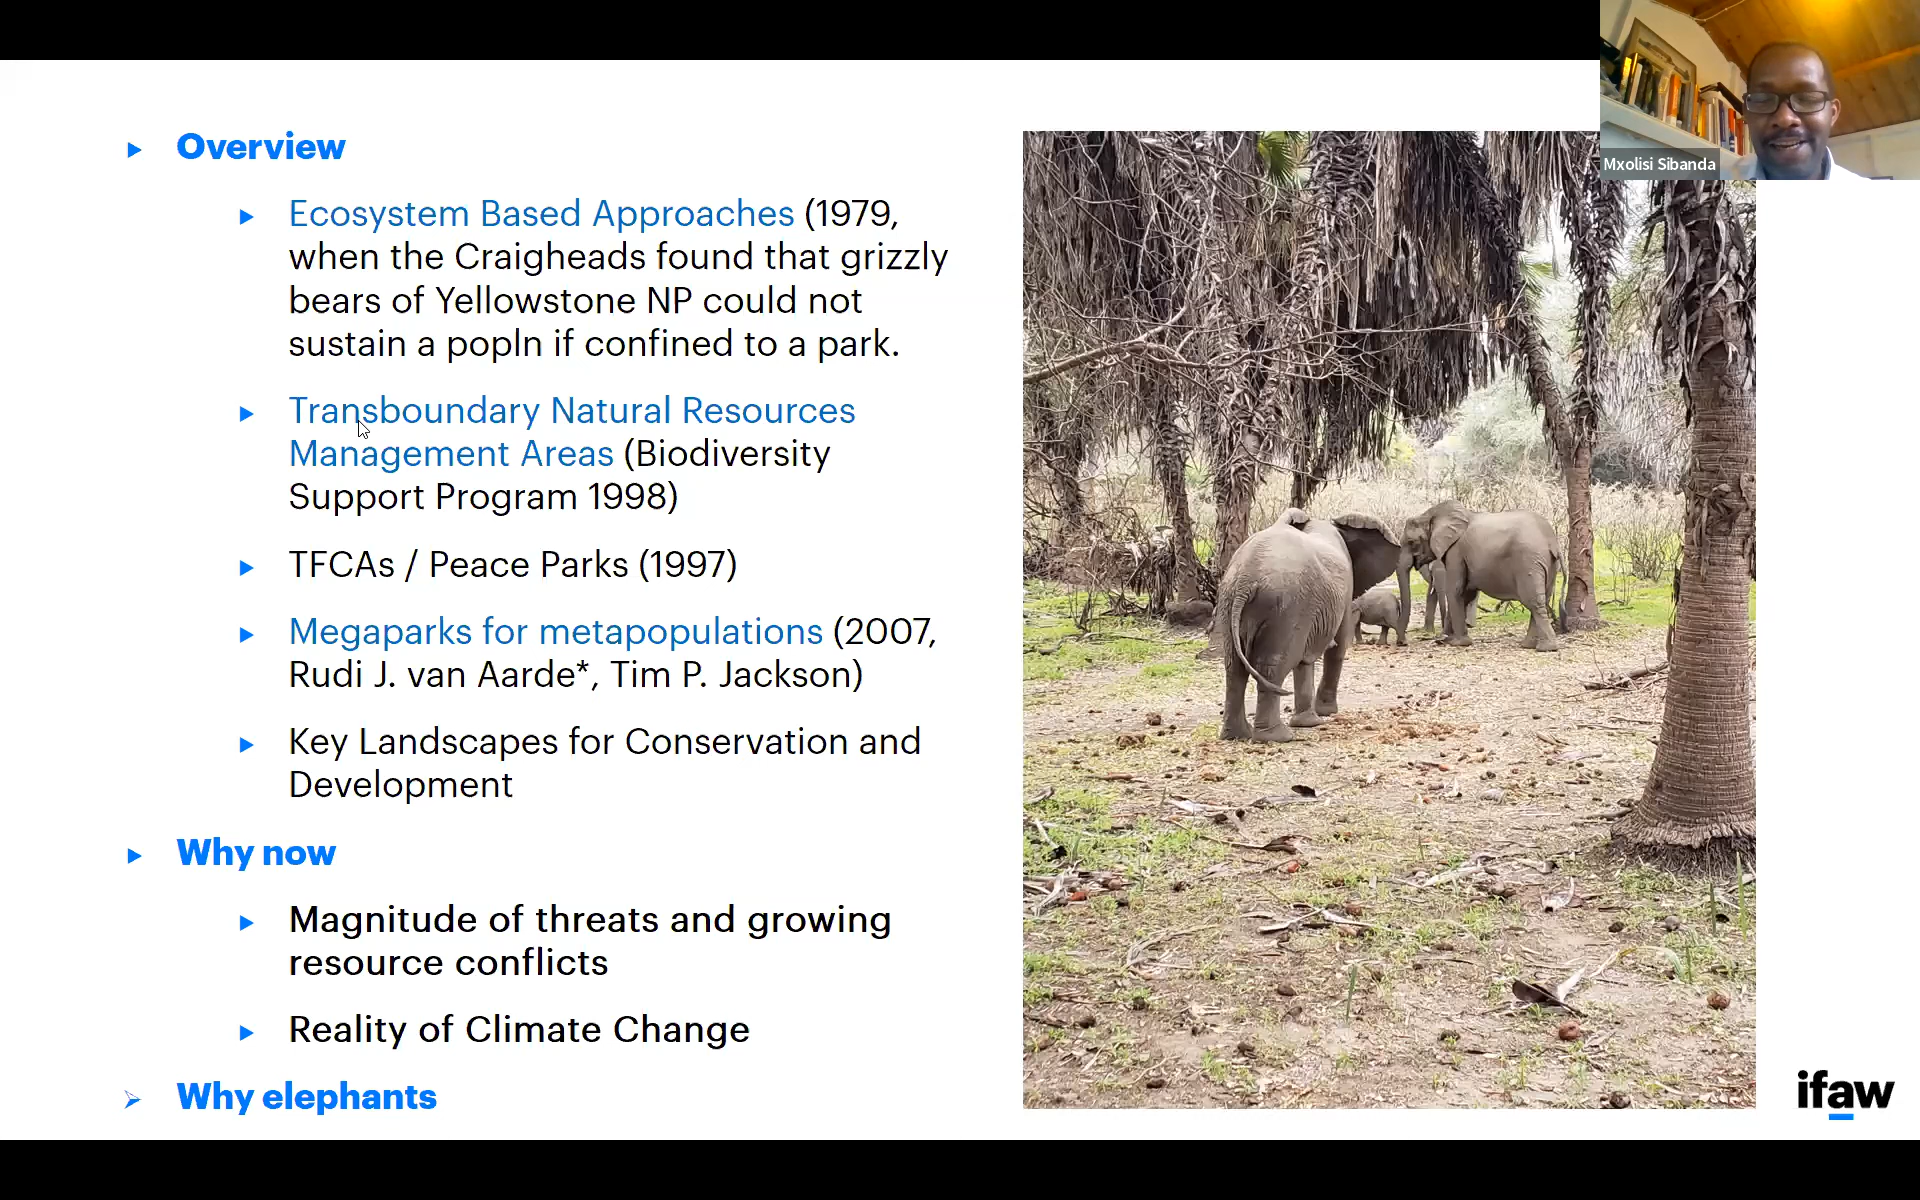 Overview
Ecosystem Based Approaches (1979,
when the Craigheads found that grizzly
bears of Yellowstone NP could not
sustain a popln if confined to a park.
Transboundary Natural Resources
Management Areas (Biodiversity
Support Program 1998)
TFCAs / Peace Parks (1997)
Megaparks for metapopulations (2007,
Rudi J. van Aarde*, Tim P. Jackson)
Key Landscapes for Conservation and
Development
Why now
Magnitude of threats and growing
resource conflicts
Reality of Climate Change
Why elephants
Mxolisi Sibanda
ifaw